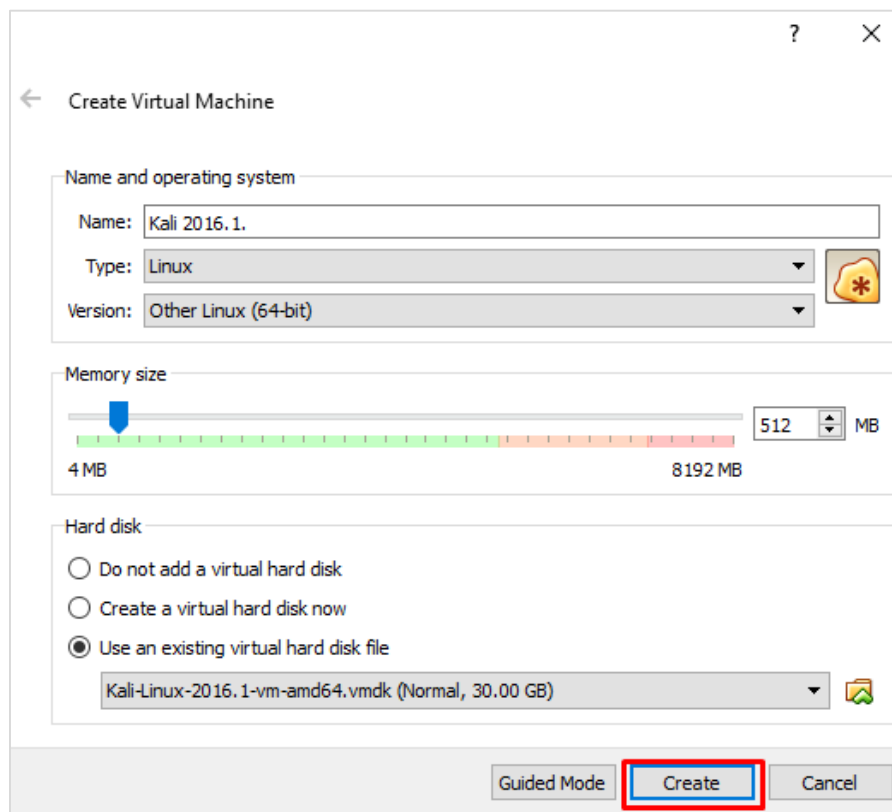 ?
Create Virtual Machine
Name and operating system
Name: Kali 2016.1.
Type: Linux
Version: Other Linux (64-bit)
Memory size
512 MB
4 MB 8192 MB
Hard disk
Do not add a virtual hard disk
Create a virtual hard disk now
Use an existing virtual hard disk file
Kali-Linux-2016.1-vm-amd64.vmdk (Normal, 30.00 GB)
Guided Mode Create Cancel